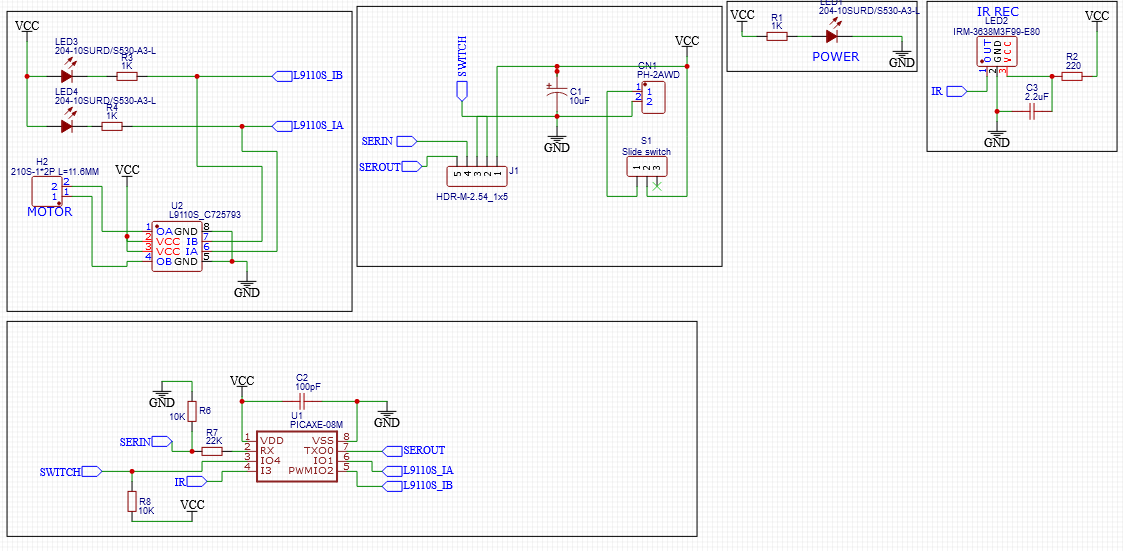 VCC
LED3
204-10SURD/S530-A3-L
R3
1K
L9110S_IB
LED4
204-10SURD/S530-A3-L
R4
1K
L9110S_IA
H2
210S-1*2P L=11.6MM
2 2
1 1
MOTOR
VCC
U2
L9110S_C725793
1 OA GND 8
2 VCC IB 7
3 VCC IA 6
4 OB GND 5
GND
SWITCH
VCC
CN1
PH-2AWD
1 1
2 2
C1
10uF
GND
S1
Slide switch
1 2 3
SERIN
SEROUT
5 4 3 2 1
J1
HDR-M-2.54_1x5
VCC
R1
1K
LED1
204-10SURD/S530-A3-L
POWER
GND
IR REC
LED2
IRM-3638M3F99-E80
OUT
GND
VCC
1 2 3
VCC
R2
220
IR
C3
2.2uF
GND
GND
R6
10K
VCC
C2
100pF
GND
U1
PICAXE-08M
SERIN
R7
22K
1 VDD VSS 8
2 RX TXO0 7
3 IO4 IO1 6
4 I3 PWMIO2 5
SEROUT
L9110S_IA
L9110S_IB
SWITCH
IR
R8
10K
VCC